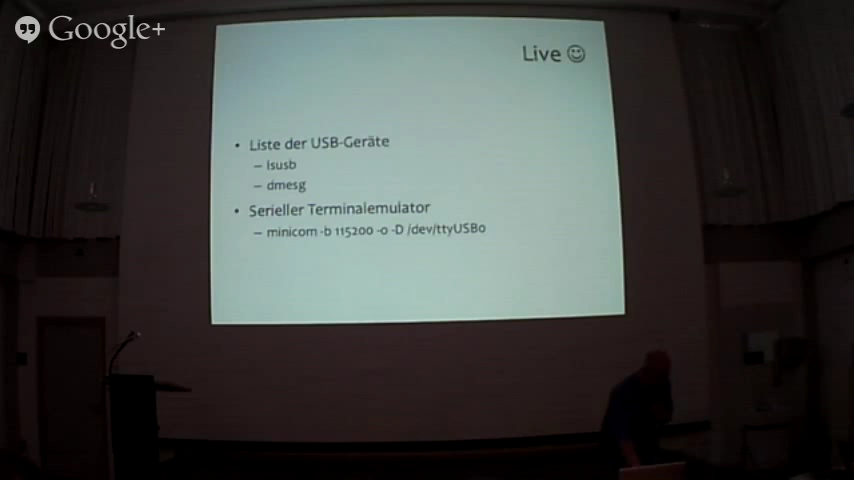 Google+
Live ☺
• Liste der USB-Geräte
– lsusb
– dmesg
• Serieller Terminalemulator
– minicom -b 115200 -o -D /dev/ttyUSB0